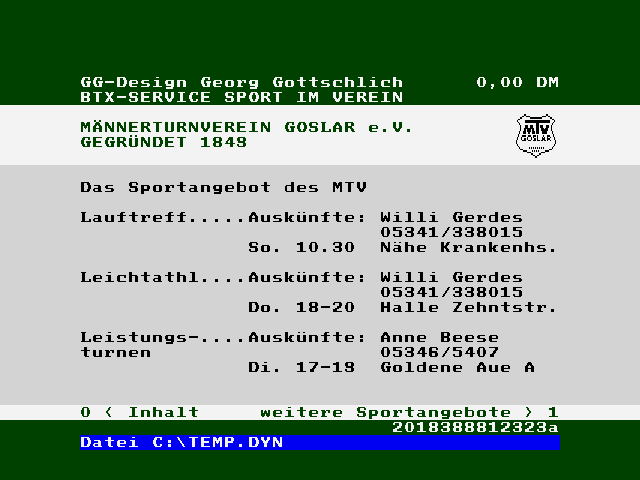 GG-Design Georg Gottschlich 0,00 DM
BTX-SERVICE SPORT IM VEREIN
MÄNNERTURNVEREIN GOSLAR e.V.
GEGRÜNDET 1848
MTV
GOSLAR
Das Sportangebot des MTV
Lauftreff.....Auskünfte: Willi Gerdes
05341/338015
So. 10.30 Nähe Krankenhs.
Leichtathl....Auskünfte: Willi Gerdes
05341/338015
Do. 18-20 Halle Zehntstr.
Leistungs-....Auskünfte: Anne Beese
turnen 05346/5407
Di. 17-18 Goldene Aue A
0 < Inhalt weitere Sportangebote > 1
2018388812323a
Datei C:\TEMP.DYN